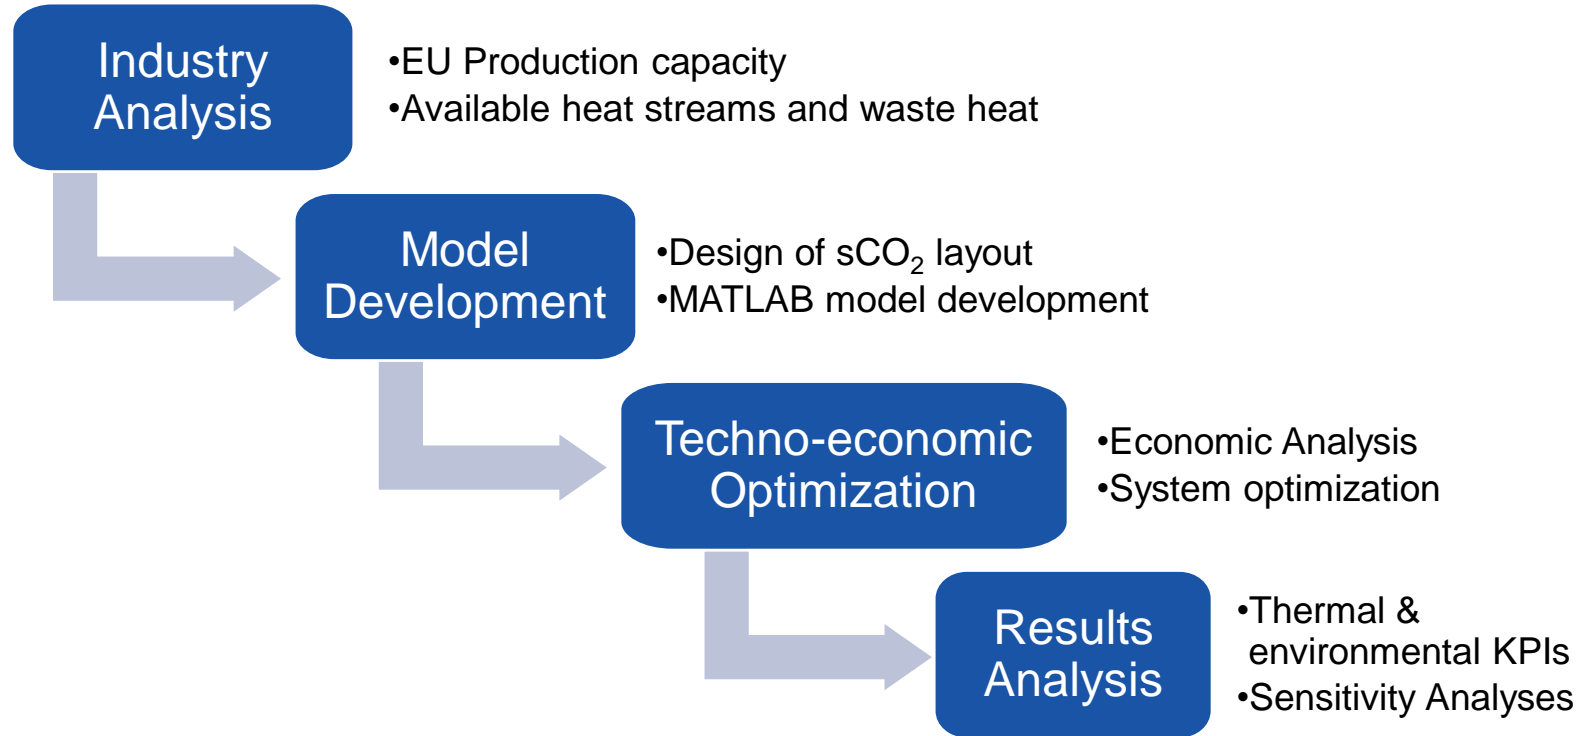 Industry
Analysis
•EU Production capacity
•Available heat streams and waste heat
Model
Development
•Design of sCO₂ layout
•MATLAB model development
Techno-economic
Optimization
•Economic Analysis
•System optimization
Results
Analysis
•Thermal &
environmental KPIs
•Sensitivity Analyses